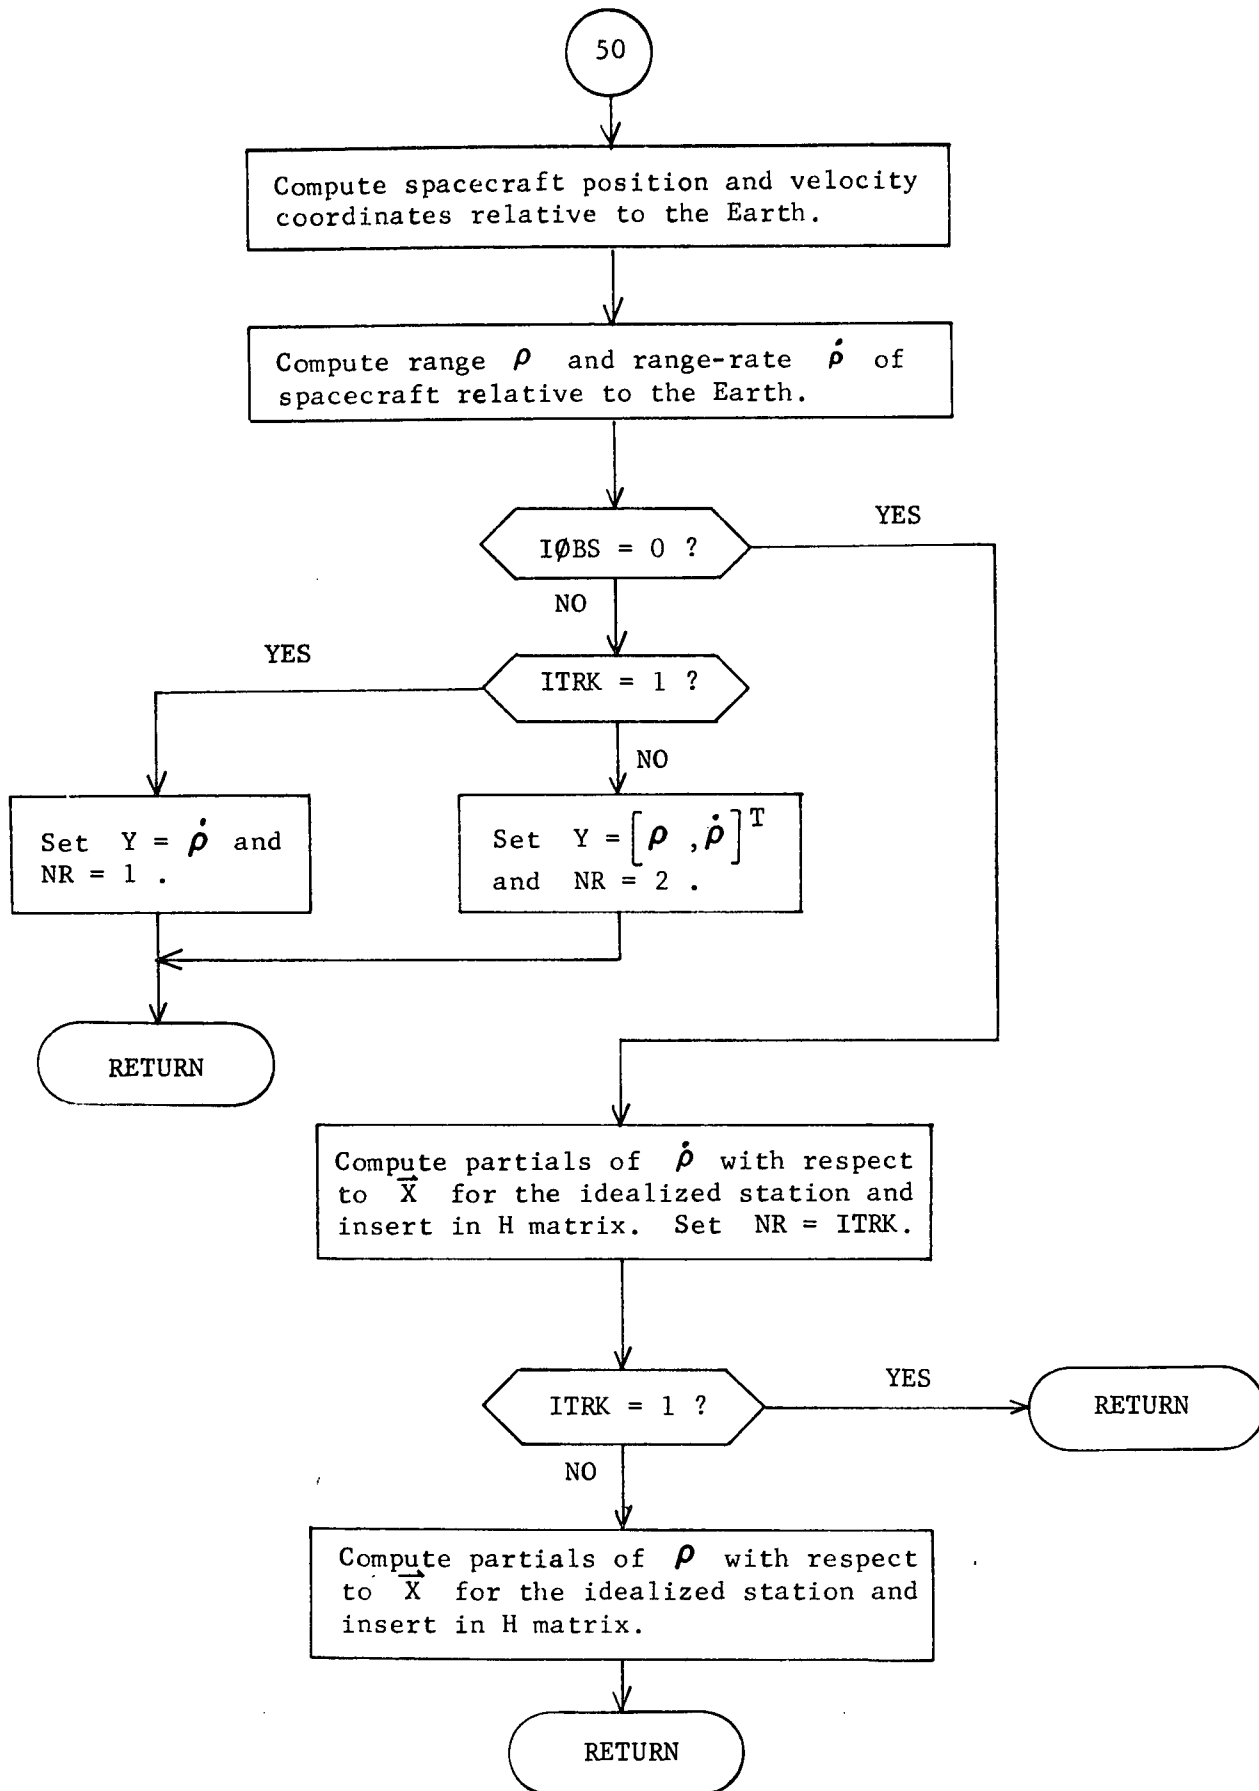 50
Compute spacecraft position and velocity
coordinates relative to the Earth.
Compute range ρ and range-rate ρ̇ of
spacecraft relative to the Earth.
IØBS = 0 ?
YES
NO
ITRK = 1 ?
YES
NO
Set Y = ρ̇ and
NR = 1 .
Set Y = [ρ , ρ̇]ᵀ
and NR = 2 .
RETURN
Compute partials of ρ̇ with respect
to X⃗ for the idealized station and
insert in H matrix. Set NR = ITRK.
ITRK = 1 ?
YES
RETURN
NO
Compute partials of ρ with respect
to X⃗ for the idealized station and
insert in H matrix.
RETURN